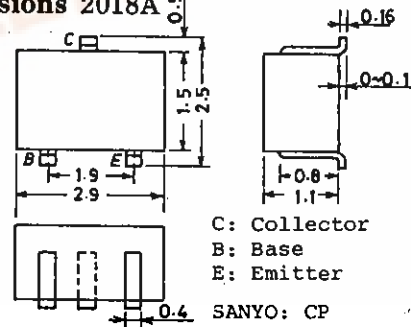 sions 2018A
C
0.16
1.5
2.5
0~0.1
B
E
1.9
2.9
0.8
1.1
C: Collector
B: Base
E: Emitter
0.4
SANYO: CP